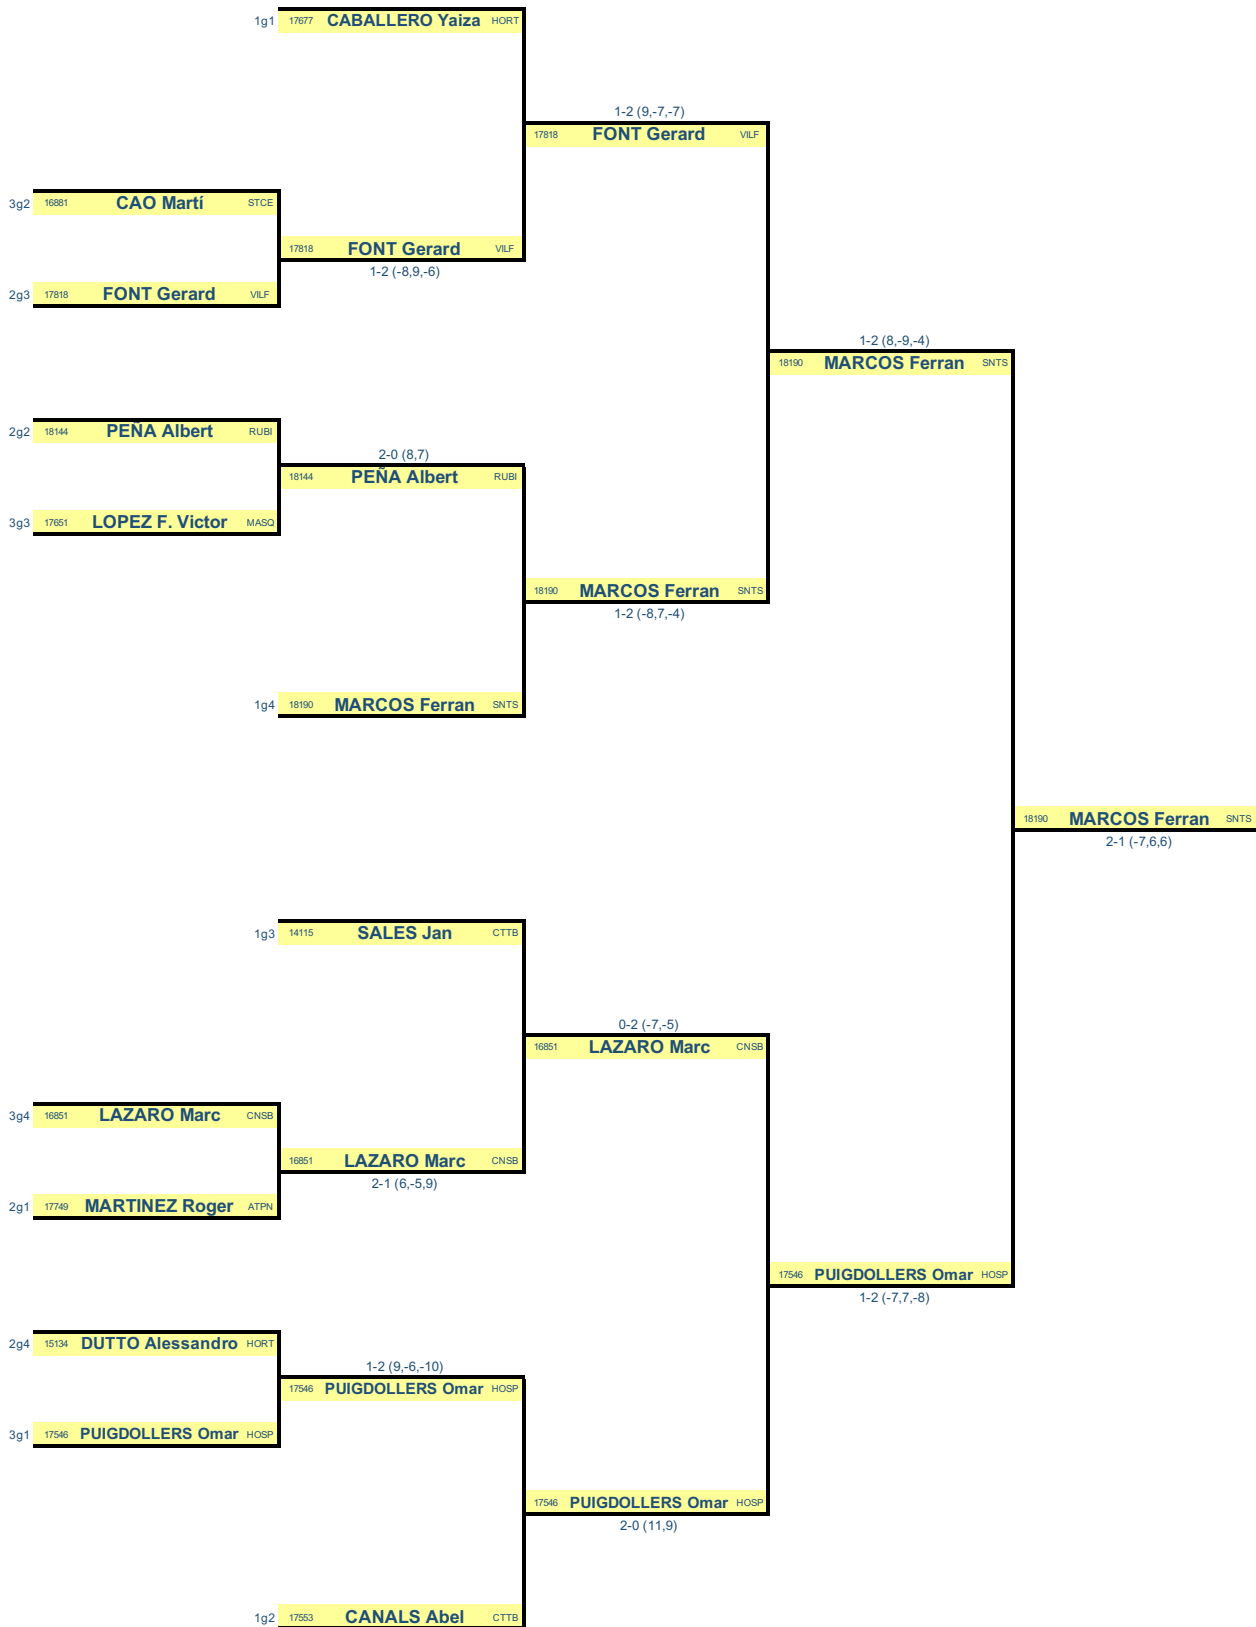 1g1 17677 CABALLERO Yaiza HORT
1-2 (9,-7,-7)
17818 FONT Gerard VILF
3g2 16881 CAO Martí STCE
17818 FONT Gerard VILF
1-2 (-8,9,-6)
2g3 17818 FONT Gerard VILF
1-2 (8,-9,-4)
18190 MARCOS Ferran SNTS
2g2 18144 PEÑA Albert RUBI
2-0 (8,7)
18144 PEÑA Albert RUBI
3g3 17651 LOPEZ F. Victor MASQ
18190 MARCOS Ferran SNTS
1-2 (-8,7,-4)
1g4 18190 MARCOS Ferran SNTS
18190 MARCOS Ferran SNTS
2-1 (-7,6,6)
1g3 14115 SALES Jan CTTB
0-2 (-7,-5)
16851 LAZARO Marc CNSB
3g4 16851 LAZARO Marc CNSB
16851 LAZARO Marc CNSB
2-1 (6,-5,9)
2g1 17749 MARTINEZ Roger ATPN
17546 PUIGDOLLERS Omar HOSP
1-2 (-7,7,-8)
2g4 15134 DUTTO Alessandro HORT
1-2 (9,-6,-10)
17546 PUIGDOLLERS Omar HOSP
3g1 17546 PUIGDOLLERS Omar HOSP
17546 PUIGDOLLERS Omar HOSP
2-0 (11,9)
1g2 17553 CANALS Abel CTTB